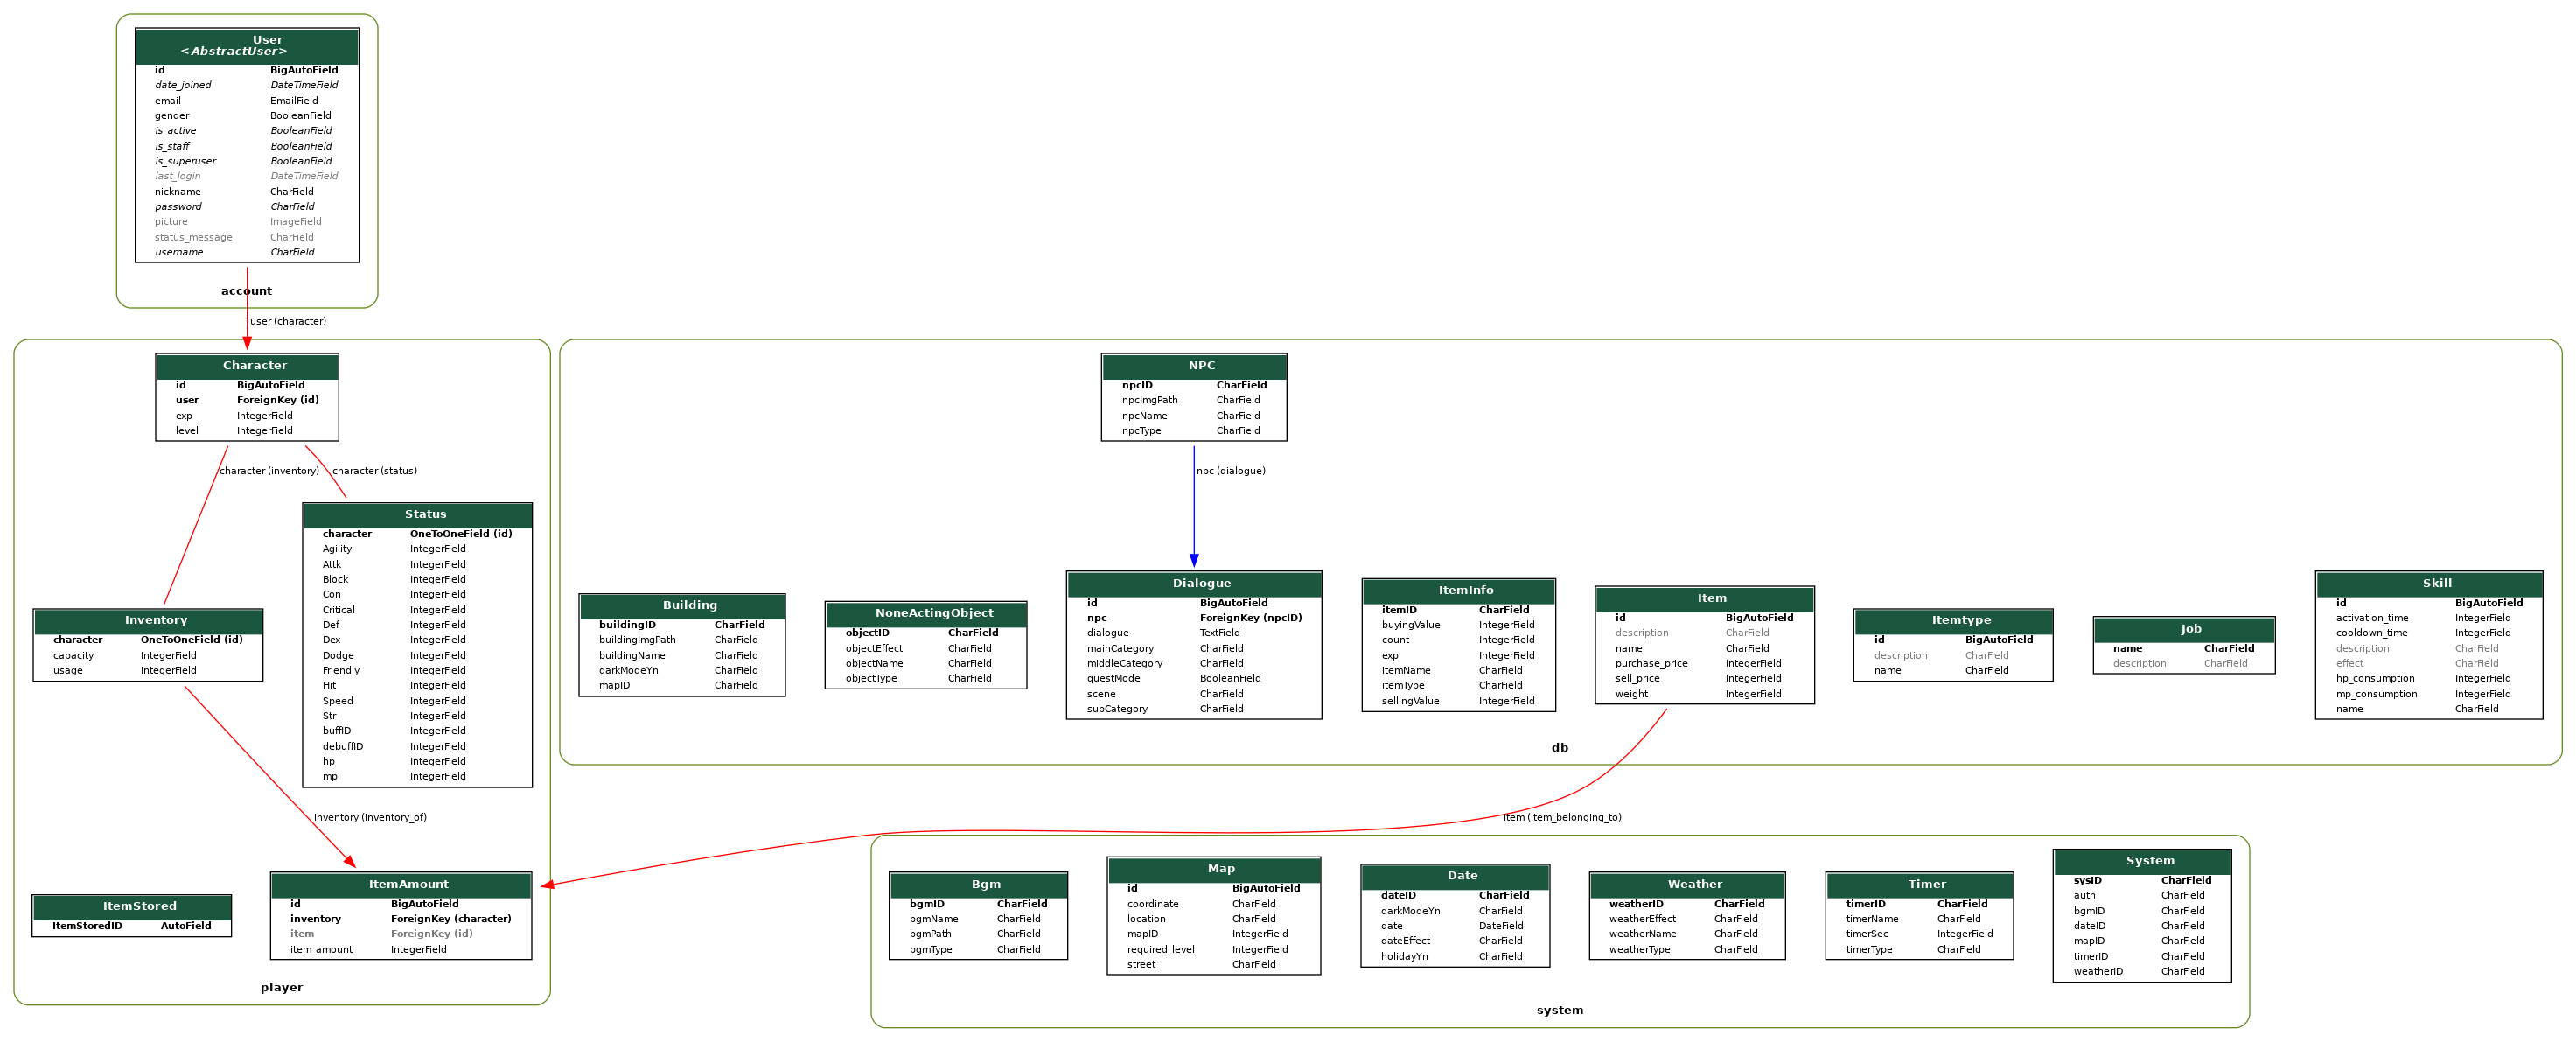 User
<AbstractUser>
id BigAutoField
date_joined DateTimeField
email EmailField
gender BooleanField
is_active BooleanField
is_staff BooleanField
is_superuser BooleanField
last_login DateTimeField
nickname CharField
password CharField
picture ImageField
status_message CharField
username CharField
account
user (character)
Character
id BigAutoField
user ForeignKey (id)
exp IntegerField
level IntegerField
character (inventory)
character (status)
Status
character OneToOneField (id)
Agility IntegerField
Attk IntegerField
Block IntegerField
Con IntegerField
Critical IntegerField
Def IntegerField
Dex IntegerField
Dodge IntegerField
Friendly IntegerField
Hit IntegerField
Speed IntegerField
Str IntegerField
buffID IntegerField
debuffID IntegerField
hp IntegerField
mp IntegerField
Inventory
character OneToOneField (id)
capacity IntegerField
usage IntegerField
inventory (inventory_of)
ItemStored
ItemStoredID AutoField
ItemAmount
id BigAutoField
inventory ForeignKey (character)
item ForeignKey (id)
item_amount IntegerField
player
NPC
npcID CharField
npcImgPath CharField
npcName CharField
npcType CharField
npc (dialogue)
Building
buildingID CharField
buildingImgPath CharField
buildingName CharField
darkModeYn CharField
mapID CharField
NoneActingObject
objectID CharField
objectEffect CharField
objectName CharField
objectType CharField
Dialogue
id BigAutoField
npc ForeignKey (npcID)
dialogue TextField
mainCategory CharField
middleCategory CharField
questMode BooleanField
scene CharField
subCategory CharField
ItemInfo
itemID CharField
buyingValue IntegerField
count IntegerField
exp IntegerField
itemName CharField
itemType CharField
sellingValue IntegerField
Item
id BigAutoField
description CharField
name CharField
purchase_price IntegerField
sell_price IntegerField
weight IntegerField
Itemtype
id BigAutoField
description CharField
name CharField
Job
name CharField
description CharField
Skill
id BigAutoField
activation_time IntegerField
cooldown_time IntegerField
description CharField
effect CharField
hp_consumption IntegerField
mp_consumption IntegerField
name CharField
db
item (item_belonging_to)
Bgm
bgmID CharField
bgmName CharField
bgmPath CharField
bgmType CharField
Map
id BigAutoField
coordinate CharField
location CharField
mapID IntegerField
required_level IntegerField
street CharField
Date
dateID CharField
darkModeYn CharField
date DateField
dateEffect CharField
holidayYn CharField
Weather
weatherID CharField
weatherEffect CharField
weatherName CharField
weatherType CharField
Timer
timerID CharField
timerName CharField
timerSec IntegerField
timerType CharField
System
sysID CharField
auth CharField
bgmID CharField
dateID CharField
mapID CharField
timerID CharField
weatherID CharField
system